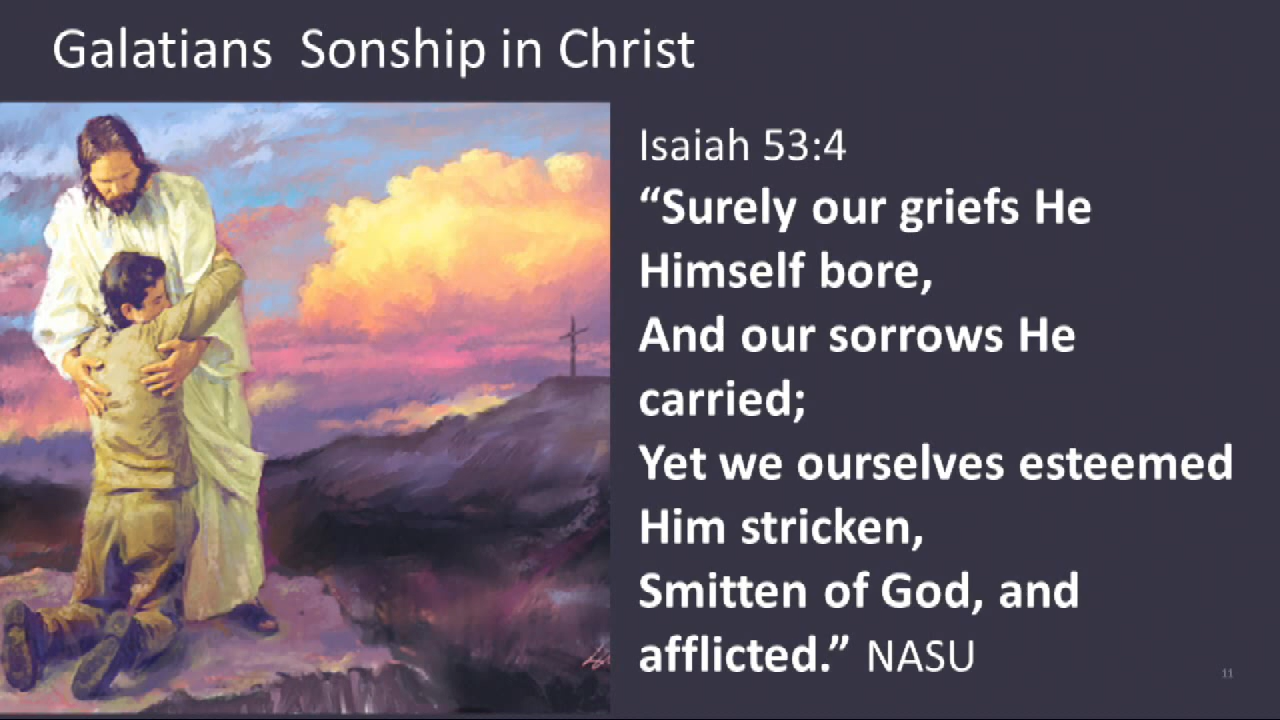 Galatians  Sonship in Christ
Isaiah 53:4
“Surely our griefs He
Himself bore,
And our sorrows He
carried;
Yet we ourselves esteemed
Him stricken,
Smitten of God, and
afflicted.” NASU
11